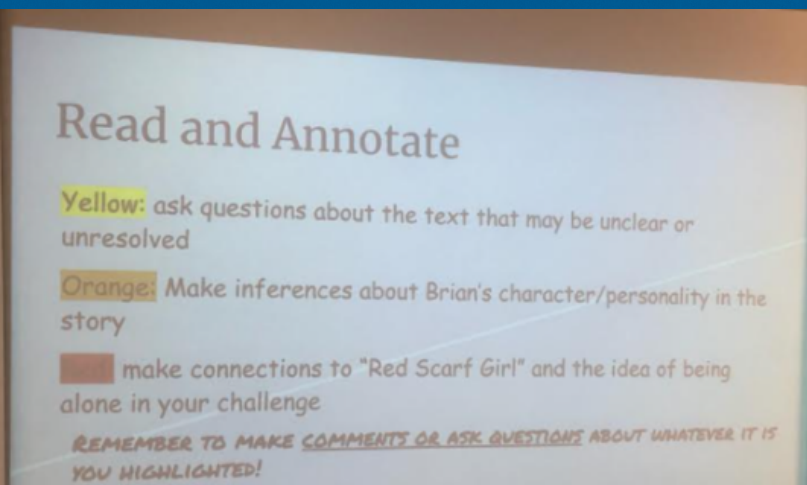 Read and Annotate
Yellow: ask questions about the text that may be unclear or
unresolved
Orange: Make inferences about Brian's character/personality in the
story
make connections to "Red Scarf Girl" and the idea of being
alone in your challenge
REMEMBER TO MAKE COMMENTS OR ASK QUESTIONS ABOUT WHATEVER IT IS
YOU HIGHLIGHTED!